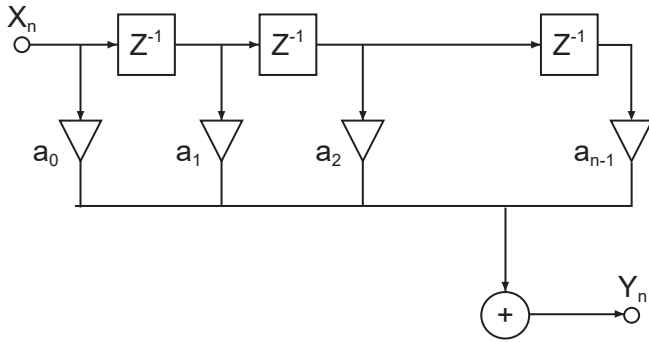 Xₙ
Z⁻¹ Z⁻¹ Z⁻¹
a₀ a₁ a₂ aₙ₋₁
Yₙ
+